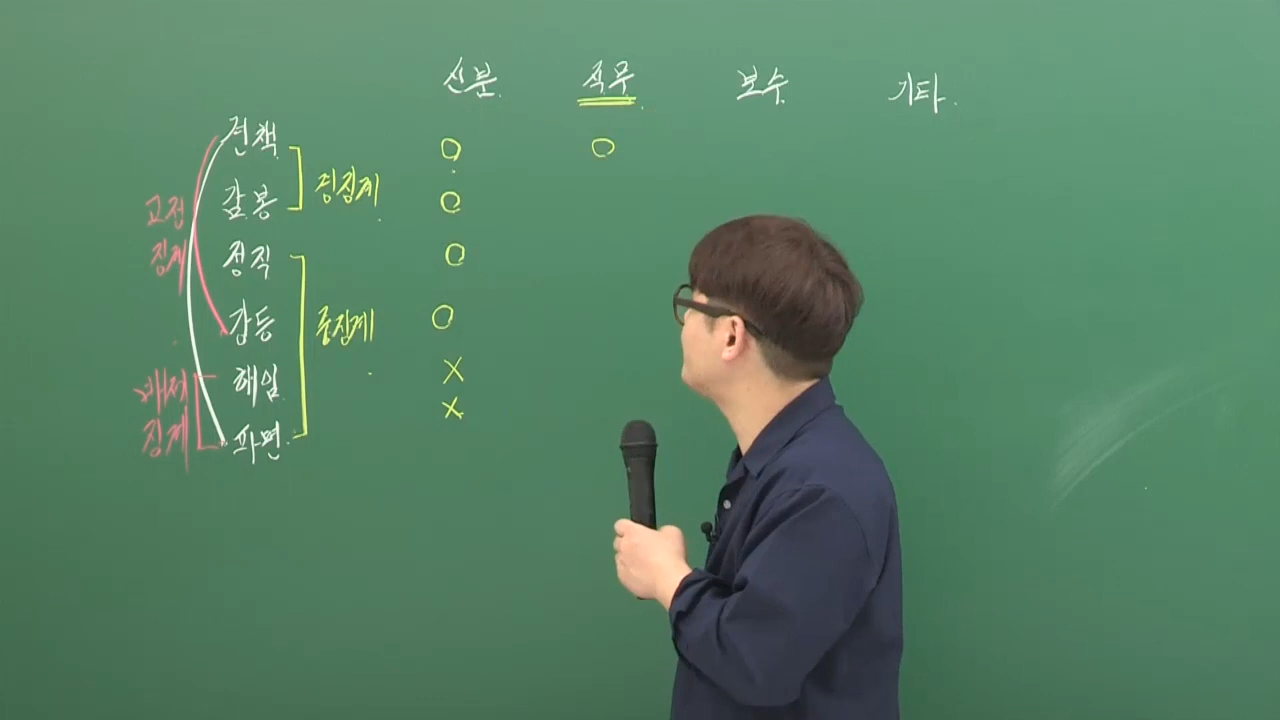 신분 직무 보수 기타
견책 O O
감봉 경징계 O
교정 징계
정직 O
강등 중징계 O
해임 X
배제 징계
파면 X